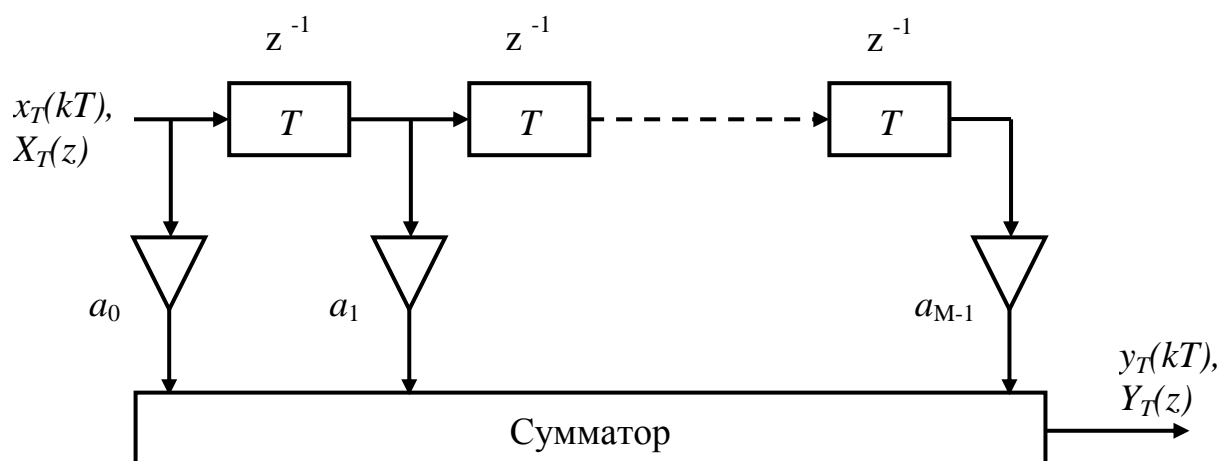 z -1 z -1 z -1
x_T(kT),
X_T(z)
T T T
a_0 a_1 a_M-1
y_T(kT),
Y_T(z)
Сумматор